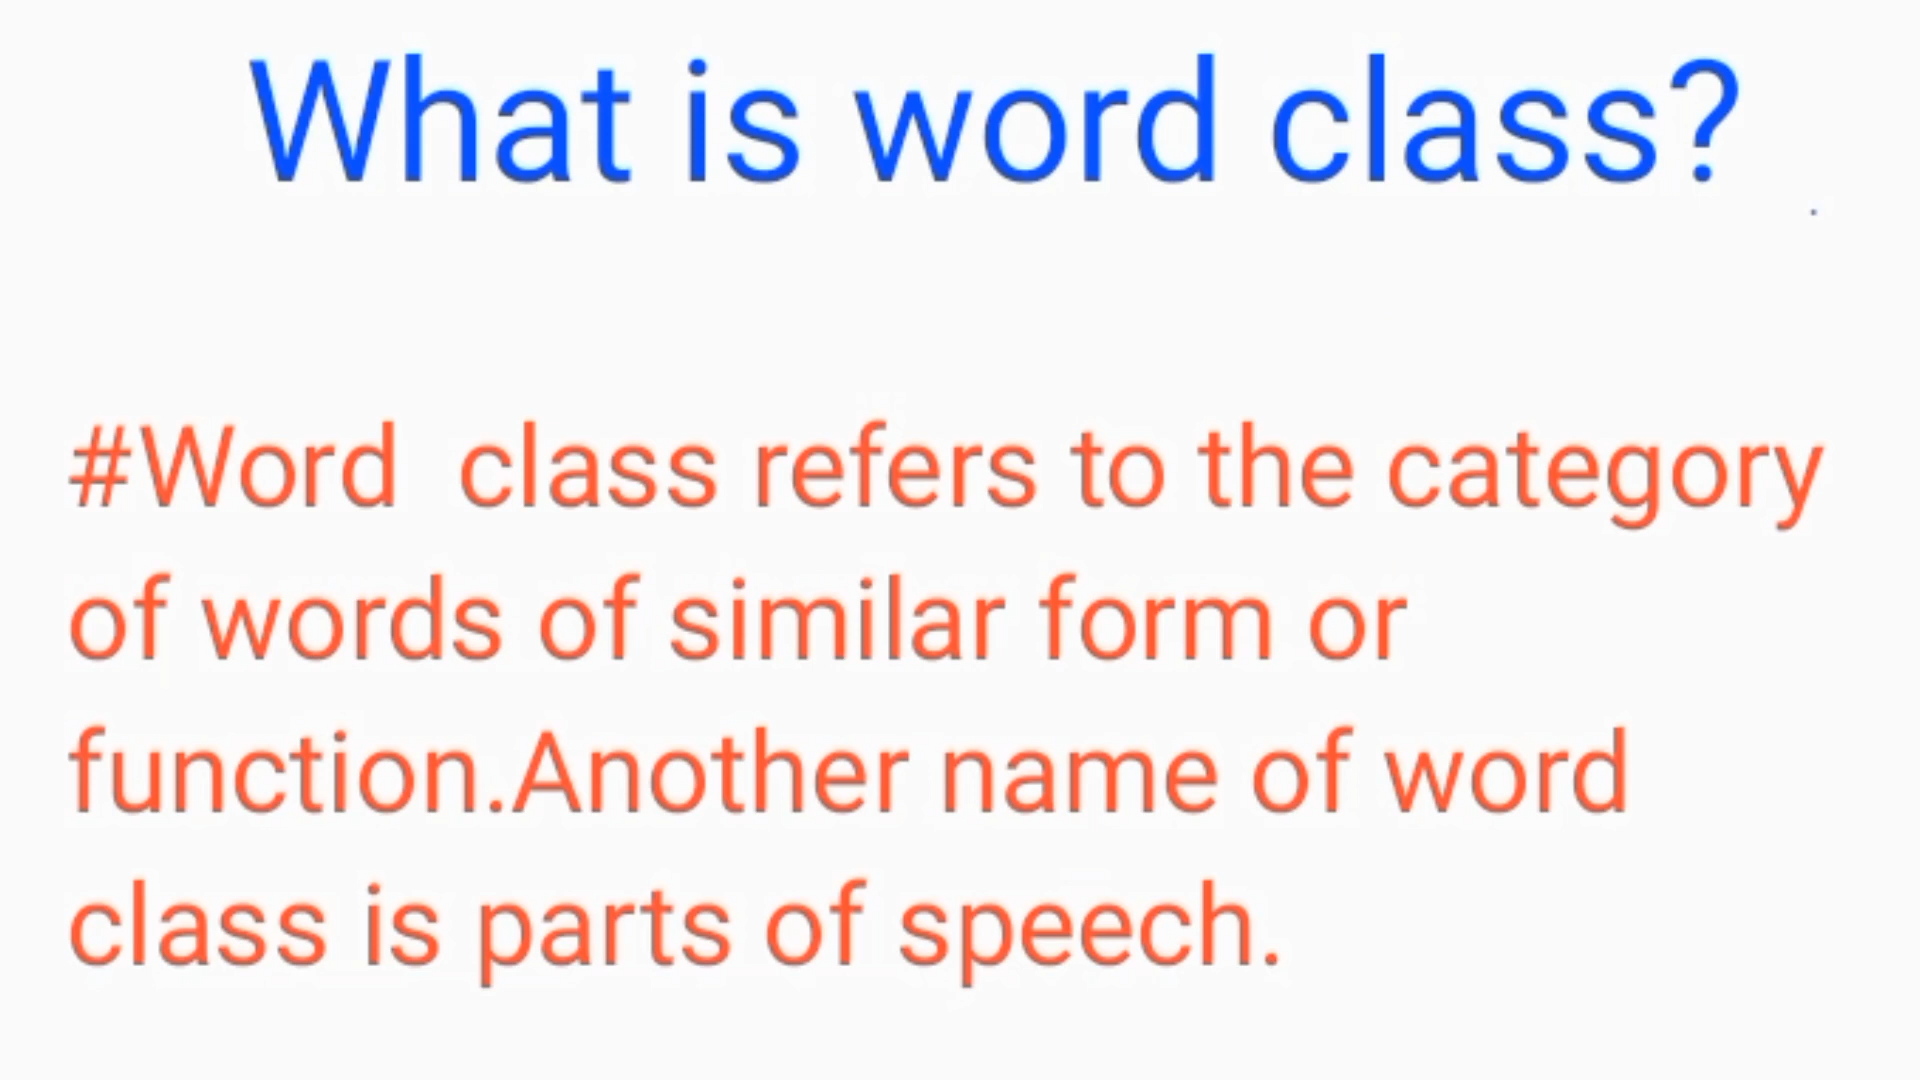 What is word class?
#Word  class refers to the category
of words of similar form or
function.Another name of word
class is parts of speech.